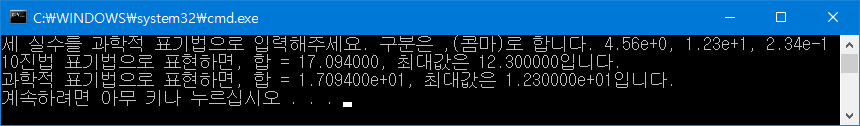 C:₩WINDOWS₩system32₩cmd.exe
세 실수를 과학적 표기법으로 입력해주세요. 구분은 ,(콤마)로 합니다. 4.56e+0, 1.23e+1, 2.34e-1
10진법 표기법으로 표현하면, 합 = 17.094000, 최대값은 12.300000입니다.
과학적 표기법으로 표현하면, 합 = 1.709400e+01, 최대값은 1.230000e+01입니다.
계속하려면 아무 키나 누르십시오 . . .